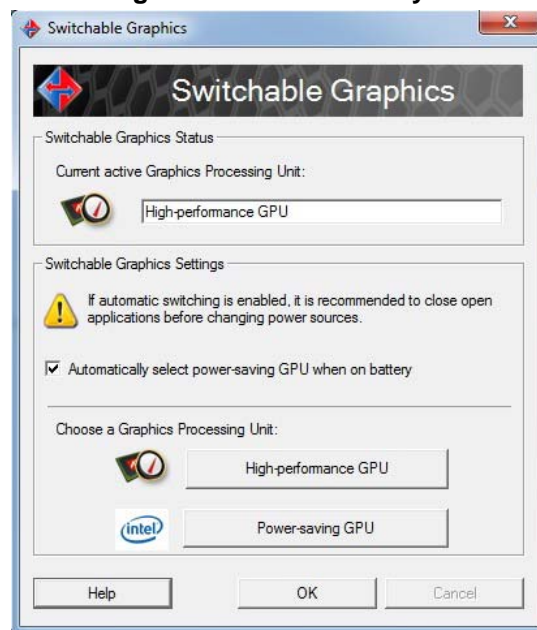 Switchable Graphics
Switchable Graphics
Switchable Graphics Status
Current active Graphics Processing Unit:
High-performance GPU
Switchable Graphics Settings
If automatic switching is enabled, it is recommended to close open
applications before changing power sources.
Automatically select power-saving GPU when on battery
Choose a Graphics Processing Unit:
High-performance GPU
intel
Power-saving GPU
Help
OK
Cancel